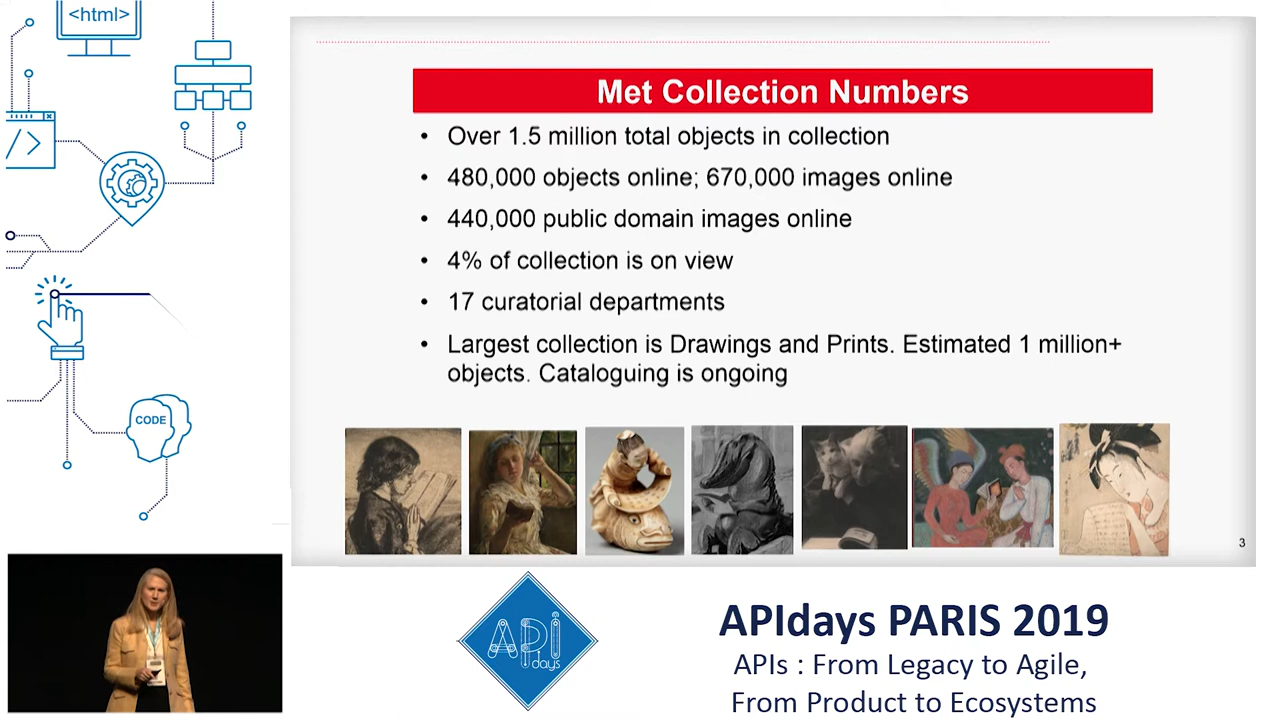 <html>
/>
CODE
Met Collection Numbers
• Over 1.5 million total objects in collection
• 480,000 objects online; 670,000 images online
• 440,000 public domain images online
• 4% of collection is on view
• 17 curatorial departments
• Largest collection is Drawings and Prints. Estimated 1 million+
objects. Cataloguing is ongoing
3
API
days
APIdays PARIS 2019
APIs : From Legacy to Agile,
From Product to Ecosystems